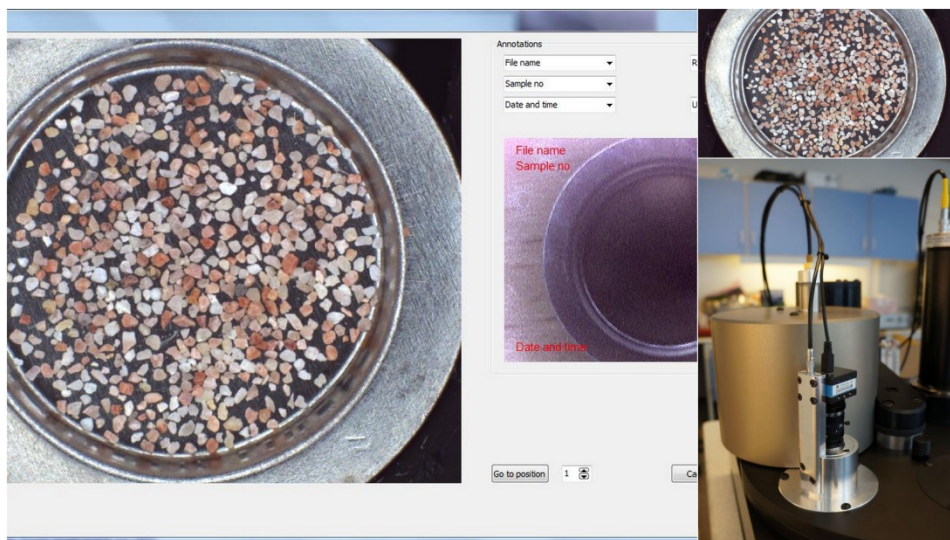 Annotations
File name
R
Sample no
Date and time
U
File name
Sample no
Date and time
Go to position
1
Ca